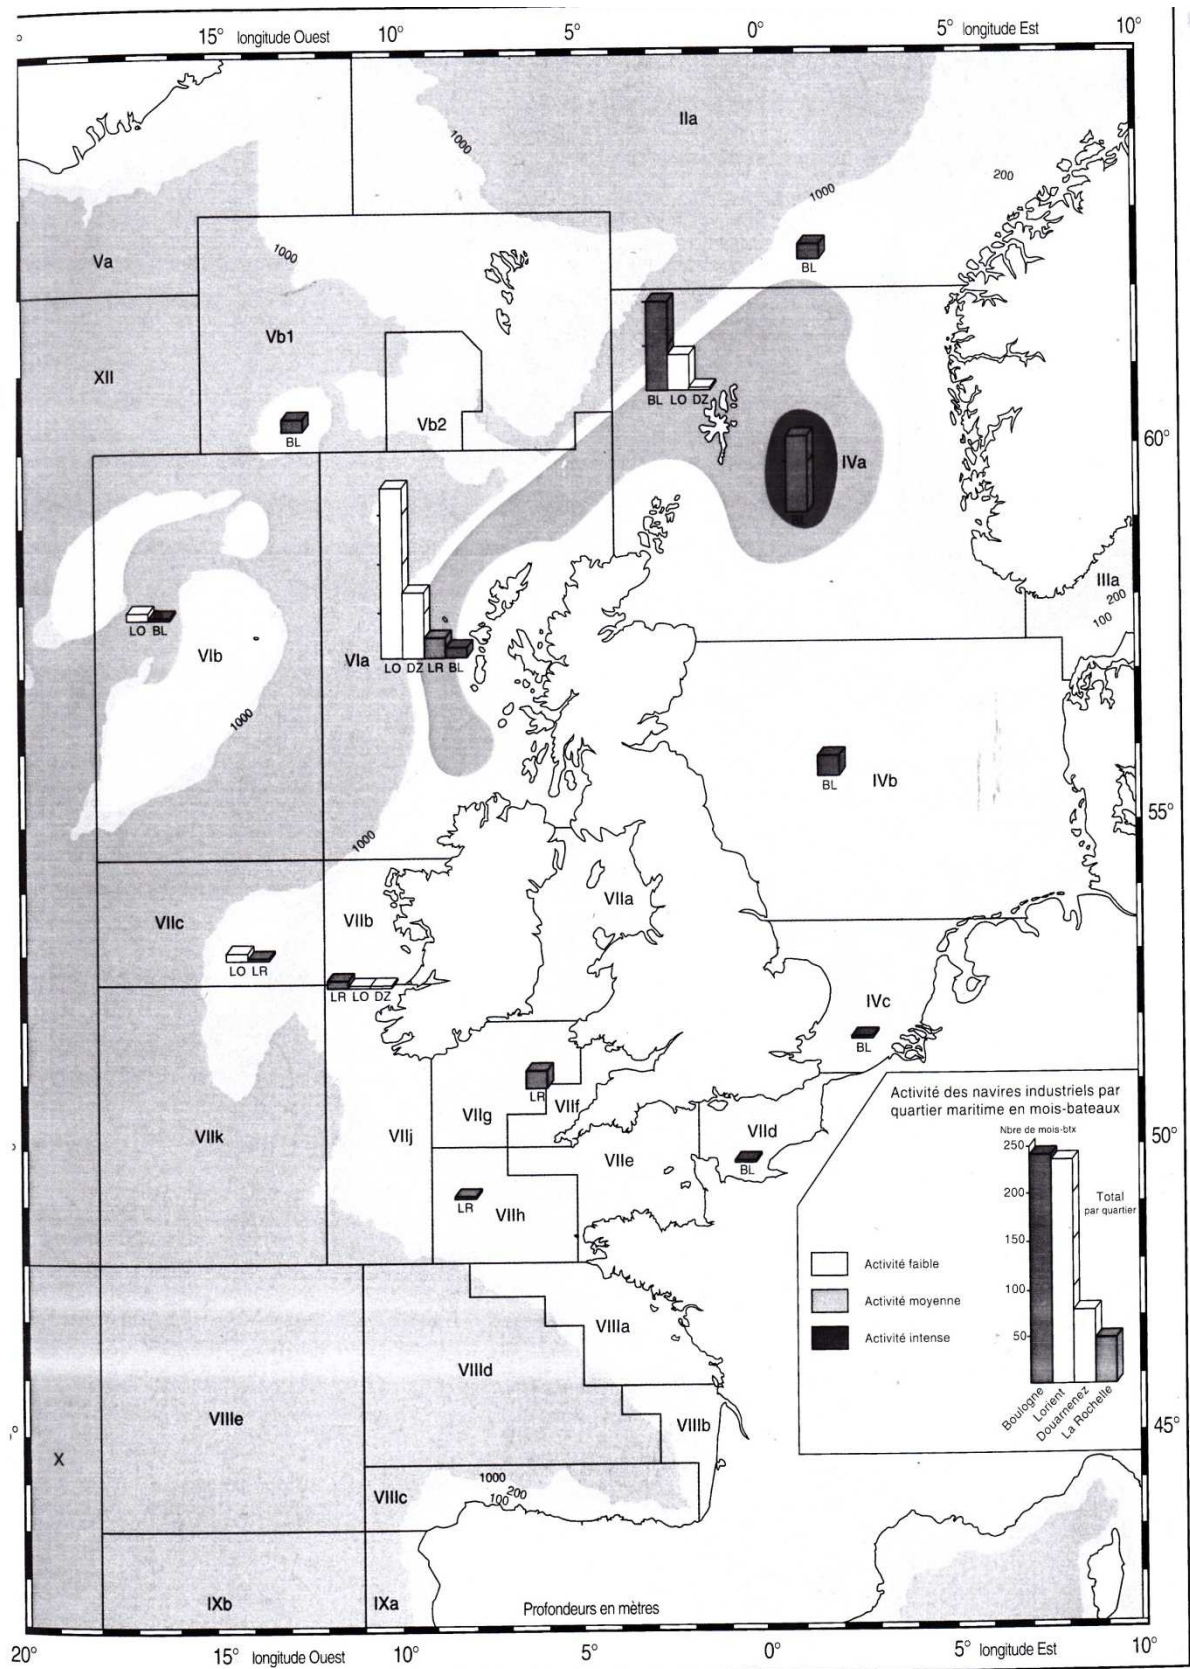 15° longitude Ouest 10° 5° 0° 5° longitude Est 10°
IIa
1000
1000
200
Va
1000
BL
Vb1
XII
BL LO DZ
Vb2
BL
60°
IVa
BL
IIIa
200
100
LO BL
VIb
VIa
LO DZ LR BL
1000
BL
IVb
55°
1000
VIIc
VIIb
VIIa
LO LR
LR LO DZ
IVc
BL
VIIg
LR
VIIf
VIIk
VIIj
VIIe
VIId
BL
50°
LR
VIIh
Activité des navires industriels par
quartier maritime en mois-bateaux
Nbre de mois-btx
250
200
150
100
50
Total
par quartier
Activité faible
Activité moyenne
Activité intense
Boulogne
Lorient
Douarnenez
La Rochelle
VIIIa
VIIId
VIIIe
VIIIb
45°
X
1000
200
100
VIIIc
IXb
IXa
Profondeurs en mètres
20° 15° longitude Ouest 10° 5° 0° 5° longitude Est 10°